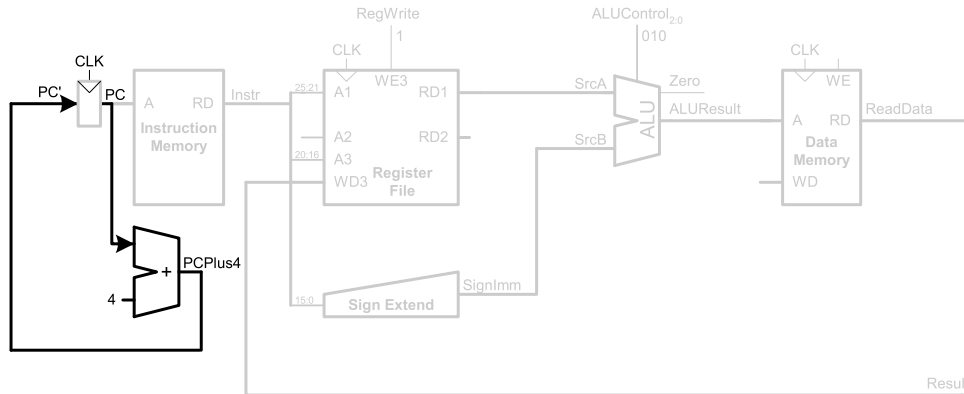 RegWrite
ALUControl2:0
1
010
CLK
CLK
CLK
PC'
PC
A
RD
Instr
Instruction
Memory
25:21
A1
WE3
RD1
A2
RD2
20:16
A3
WD3
Register
File
SrcA
SrcB
ALU
Zero
ALUResult
WE
A
RD
ReadData
Data
Memory
WD
PCPlus4
+
4
15:0
Sign Extend
SignImm
Resul